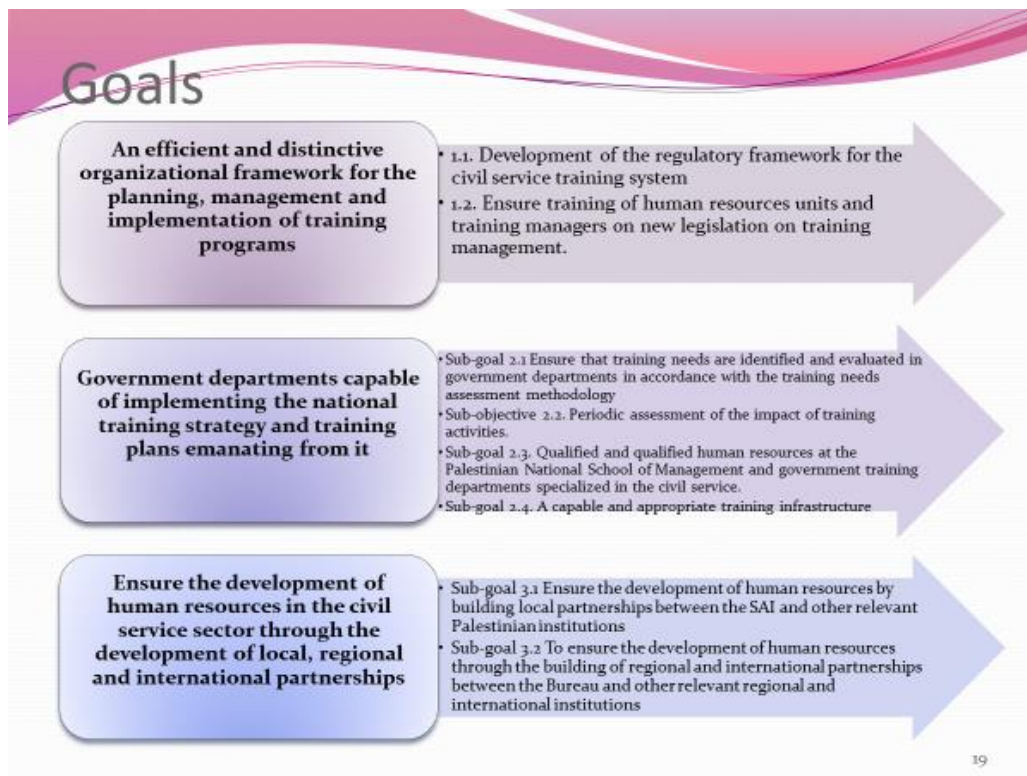 Goals
An efficient and distinctive
organizational framework for the
planning, management and
implementation of training
programs
• 1.1. Development of the regulatory framework for the
civil service training system
• 1.2. Ensure training of human resources units and
training managers on new legislation on training
management.
Government departments capable
of implementing the national
training strategy and training
plans emanating from it
•Sub-goal 2.1 Ensure that training needs are identified and evaluated in
government departments in accordance with the training needs
assessment methodology
•Sub-objective 2.2. Periodic assessment of the impact of training
activities.
•Sub-goal 2.3. Qualified and qualified human resources at the
Palestinian National School of Management and government training
departments specialized in the civil service.
•Sub-goal 2.4. A capable and appropriate training infrastructure
Ensure the development of
human resources in the civil
service sector through the
development of local, regional
and international partnerships
• Sub-goal 3.1 Ensure the development of human resources by
building local partnerships between the SAI and other relevant
Palestinian institutions
• Sub-goal 3.2 To ensure the development of human resources
through the building of regional and international partnerships
between the Bureau and other relevant regional and
international institutions
19